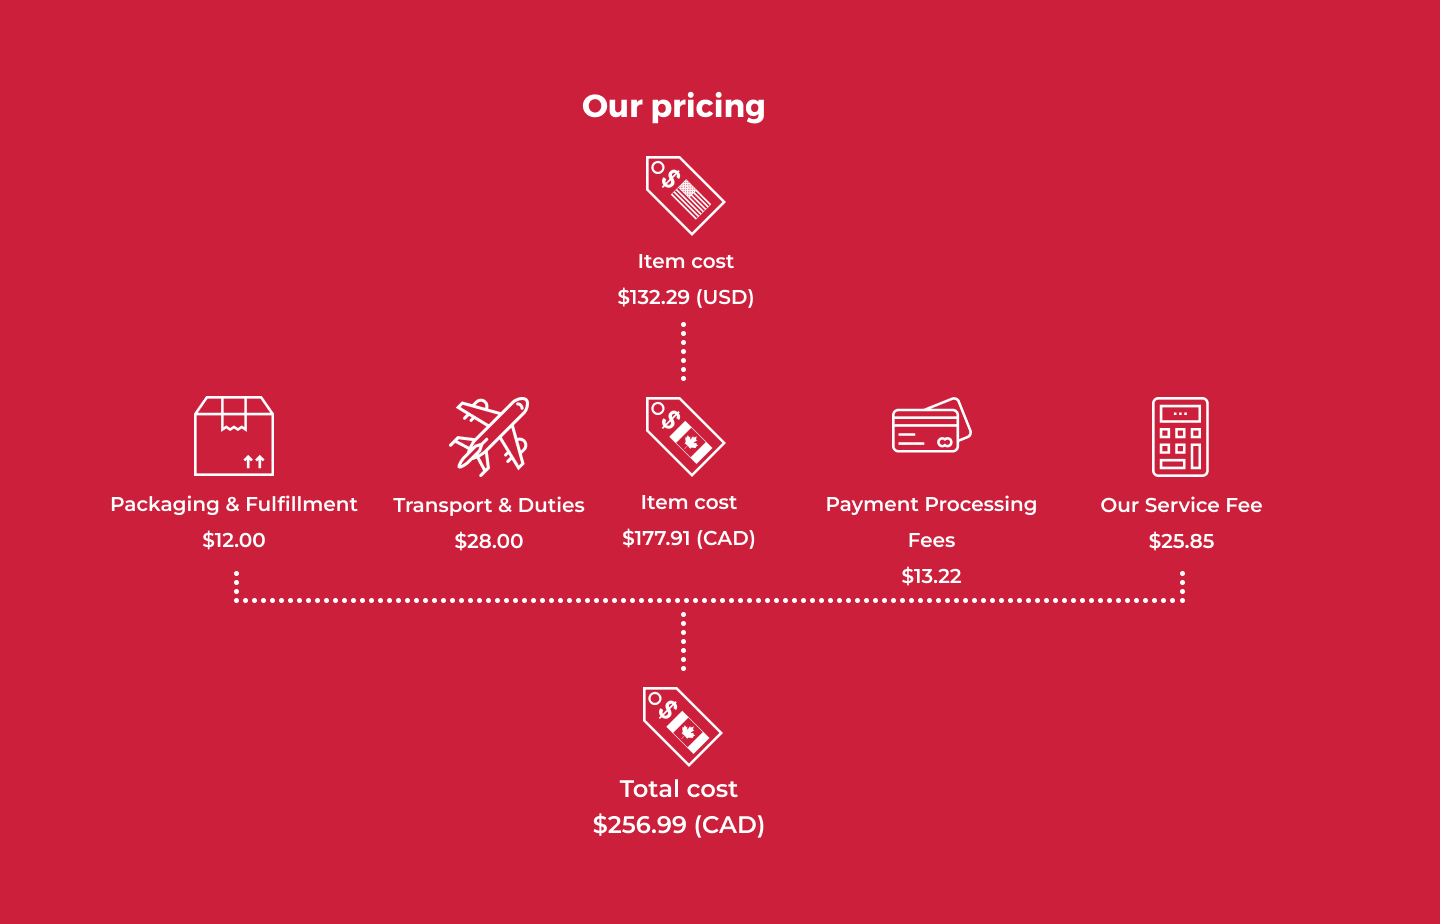 Our pricing
$
Item cost
$132.29 (USD)
Packaging & Fulfillment
$12.00
Transport & Duties
$28.00
$
Item cost
$177.91 (CAD)
Payment Processing
Fees
$13.22
Our Service Fee
$25.85
$
Total cost
$256.99 (CAD)